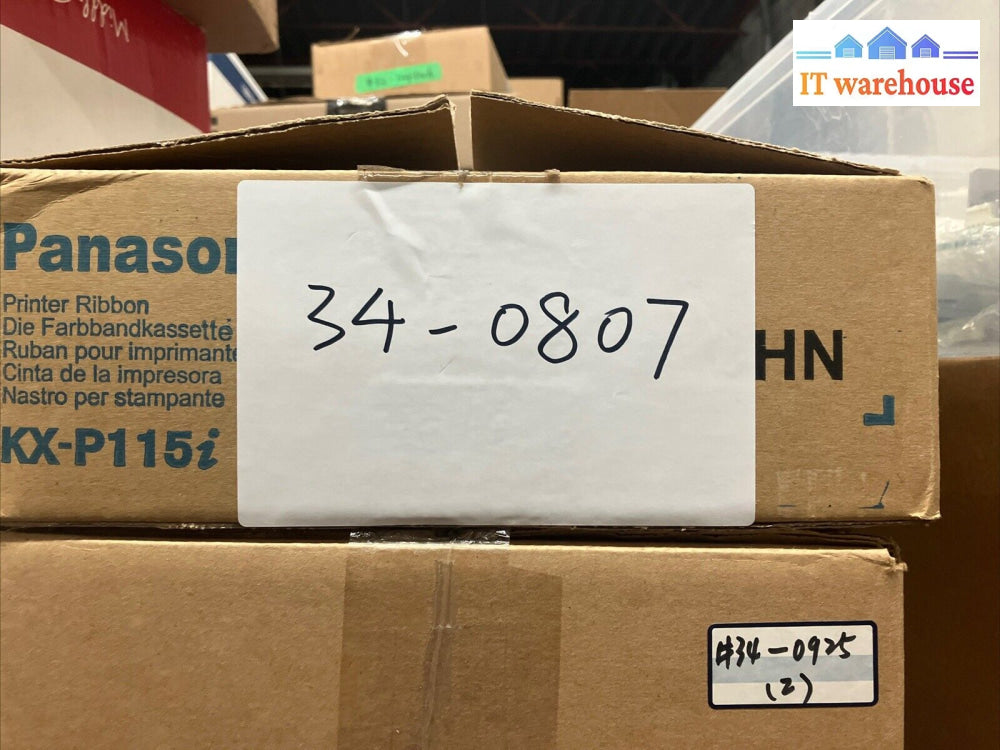 IT warehouse
Panaso
Printer Ribbon
Die Farbbandkassette
Ruban pour imprimante
Cinta de la impresora
Nastro per stampante
KX-P115i
34-0807
HN
#34-0925
(2)